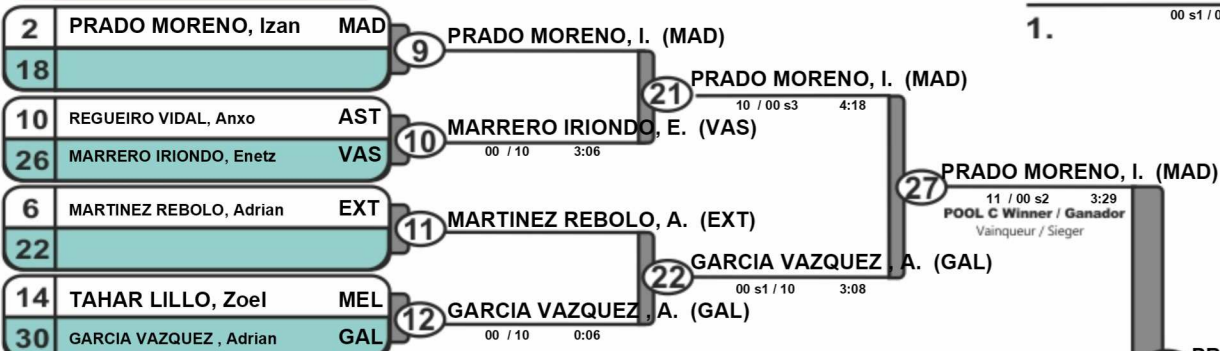 2 PRADO MORENO, Izan MAD
18
9
PRADO MORENO, I. (MAD)
10 REGUEIRO VIDAL, Anxo AST
26 MARRERO IRIONDO, Enetz VAS
10
MARRERO IRIONDO, E. (VAS)
00 / 10 3:06
21
PRADO MORENO, I. (MAD)
10 / 00 s3 4:18
6 MARTINEZ REBOLO, Adrian EXT
22
11
MARTINEZ REBOLO, A. (EXT)
14 TAHAR LILLO, Zoel MEL
30 GARCIA VAZQUEZ , Adrian GAL
12
GARCIA VAZQUEZ , A. (GAL)
00 / 10 0:06
22
GARCIA VAZQUEZ , A. (GAL)
00 s1 / 10 3:08
27
PRADO MORENO, I. (MAD)
11 / 00 s2 3:29
POOL C Winner / Ganador
Vainqueur / Sieger
00 s1 / 0
1.